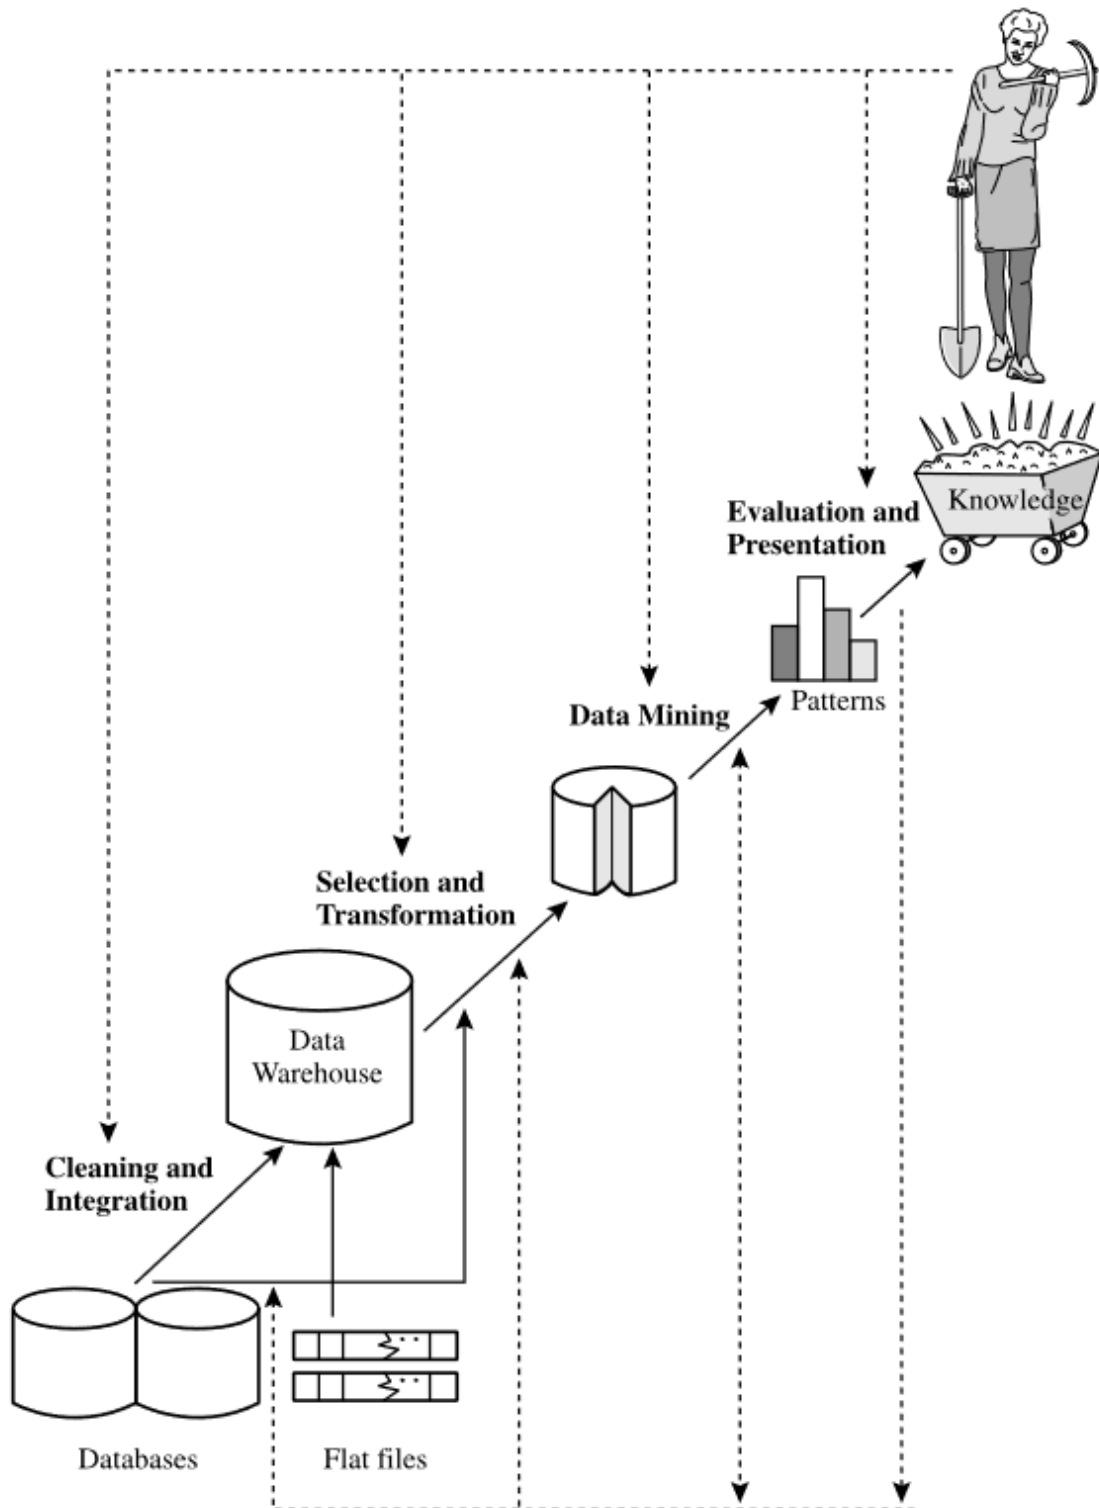 Knowledge
Evaluation and
Presentation
Patterns
Data Mining
Selection and
Transformation
Data
Warehouse
Cleaning and
Integration
Databases
Flat files